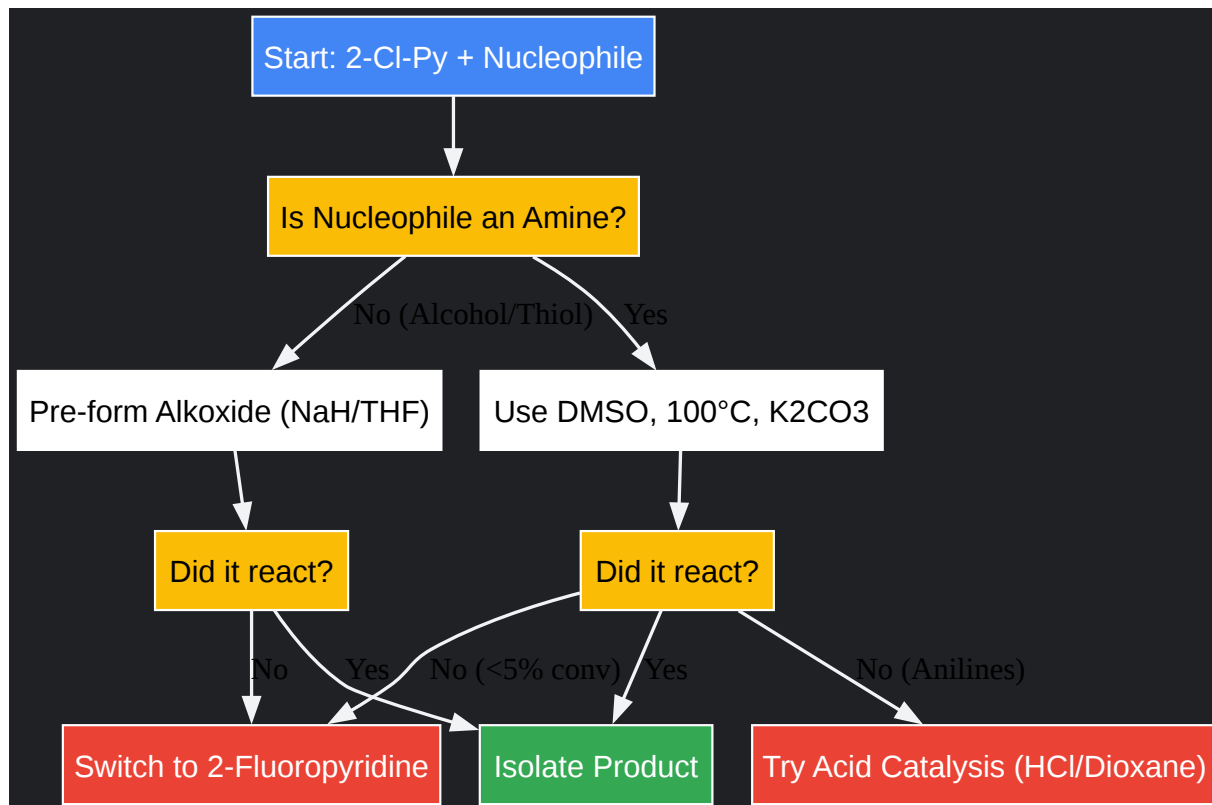 Start: 2-Cl-Py + Nucleophile
Is Nucleophile an Amine?
No (Alcohol/Thiol)
Yes
Pre-form Alkoxide (NaH/THF)
Use DMSO, 100°C, K2CO3
Did it react?
Did it react?
No
Yes
No (<5% conv)
Yes
No (Anilines)
Switch to 2-Fluoropyridine
Isolate Product
Try Acid Catalysis (HCl/Dioxane)